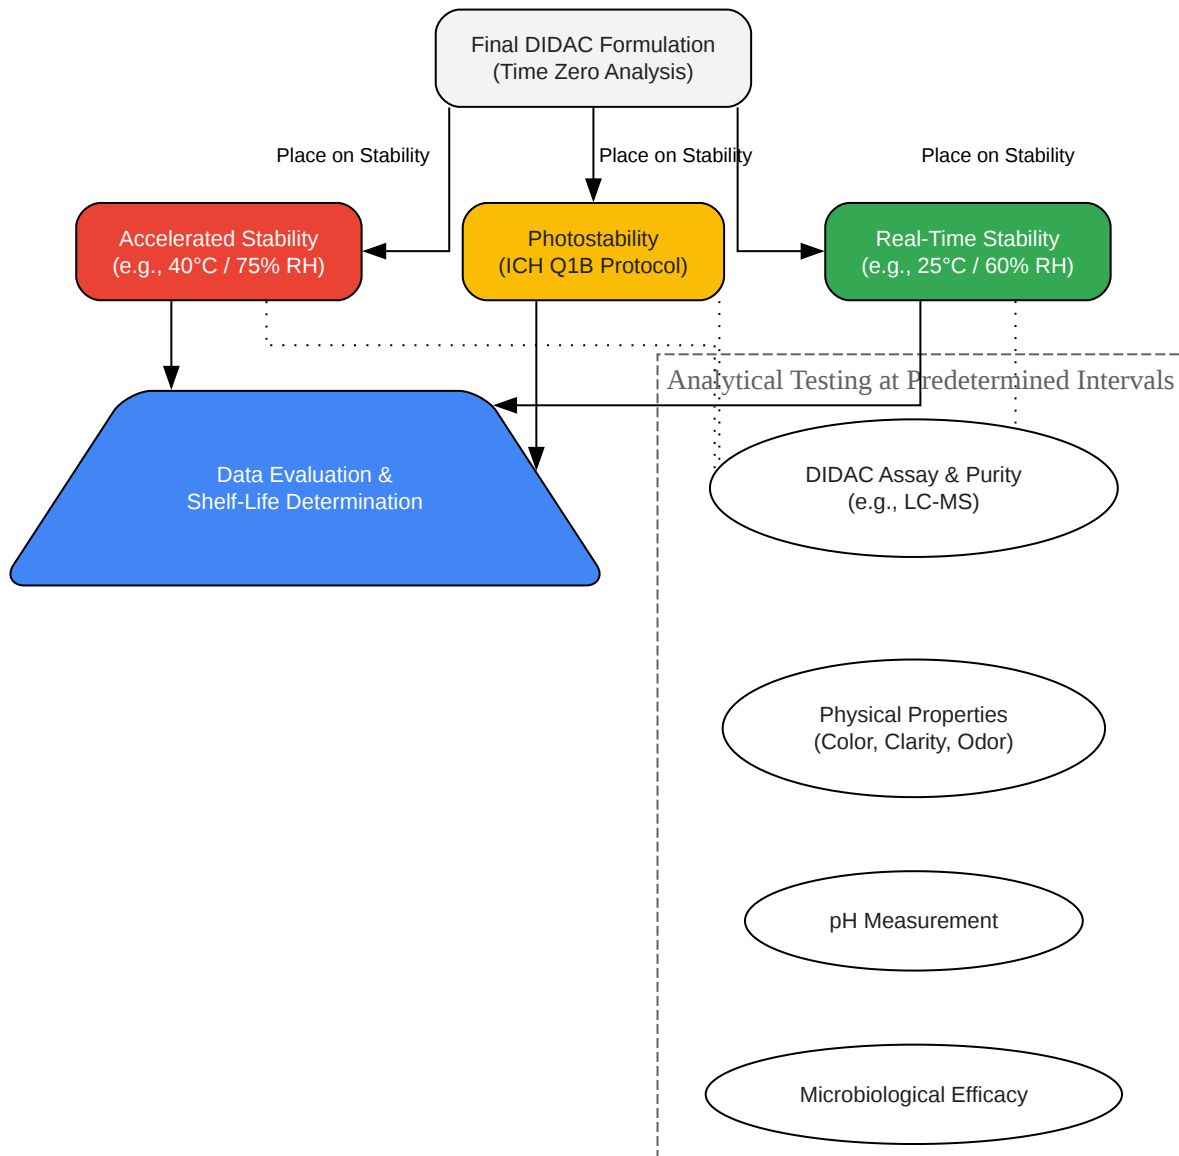 Final DIDAC Formulation
(Time Zero Analysis)
Place on Stability
Place on Stability
Place on Stability
Accelerated Stability
(e.g., 40°C / 75% RH)
Photostability
(ICH Q1B Protocol)
Real-Time Stability
(e.g., 25°C / 60% RH)
Analytical Testing at Predetermined Intervals
Data Evaluation &
Shelf-Life Determination
DIDAC Assay & Purity
(e.g., LC-MS)
Physical Properties
(Color, Clarity, Odor)
pH Measurement
Microbiological Efficacy